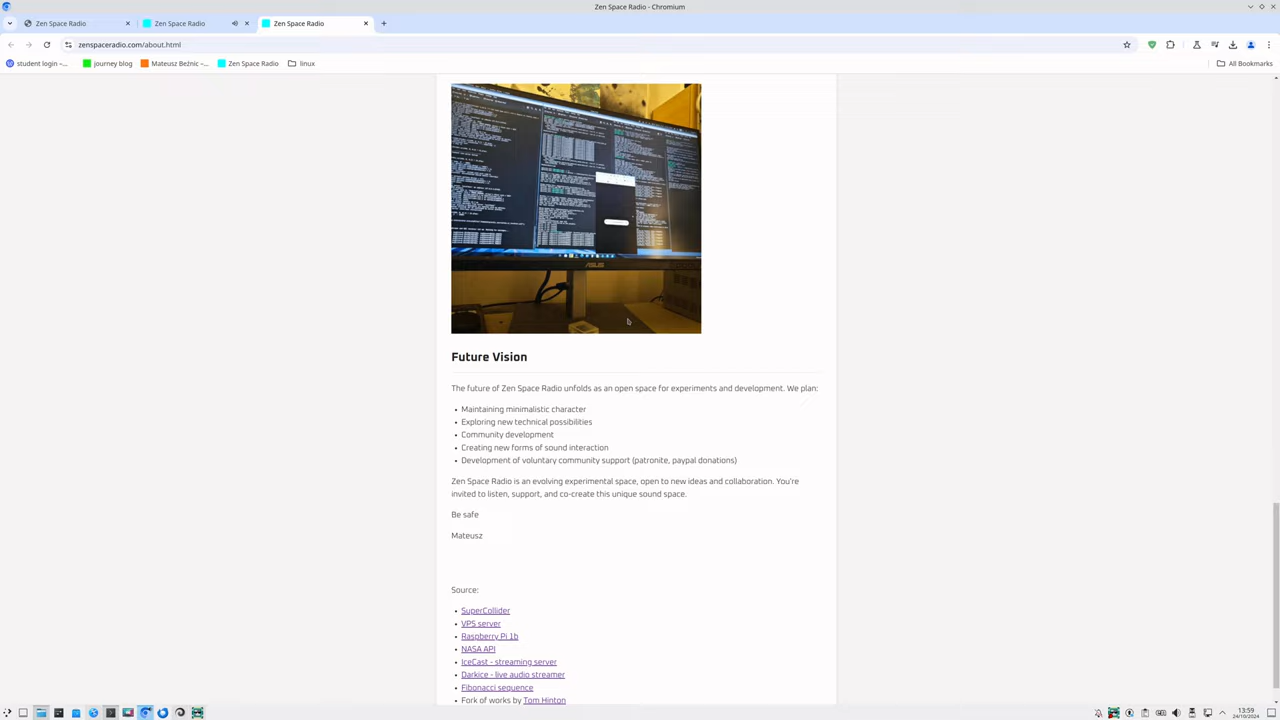 Zen Space Radio - Chromium
Zen Space Radio
Zen Space Radio
Zen Space Radio
zenspaceradio.com/about.html
student login –...
journey blog
Mateusz Beżnic –...
Zen Space Radio
linux
All Bookmarks
ASUS
Future Vision
The future of Zen Space Radio unfolds as an open space for experiments and development. We plan:
• Maintaining minimalistic character
• Exploring new technical possibilities
• Community development
• Creating new forms of sound interaction
• Development of voluntary community support (patronite, paypal donations)
Zen Space Radio is an evolving experimental space, open to new ideas and collaboration. You're
invited to listen, support, and co-create this unique sound space.
Be safe
Mateusz
Source:
• SuperCollider
• VPS server
• Raspberry Pi 1b
• NASA API
• IceCast - streaming server
• Darkice - live audio streamer
• Fibonacci sequence
• Fork of works by Tom Hinton
13:59
24/10/2024